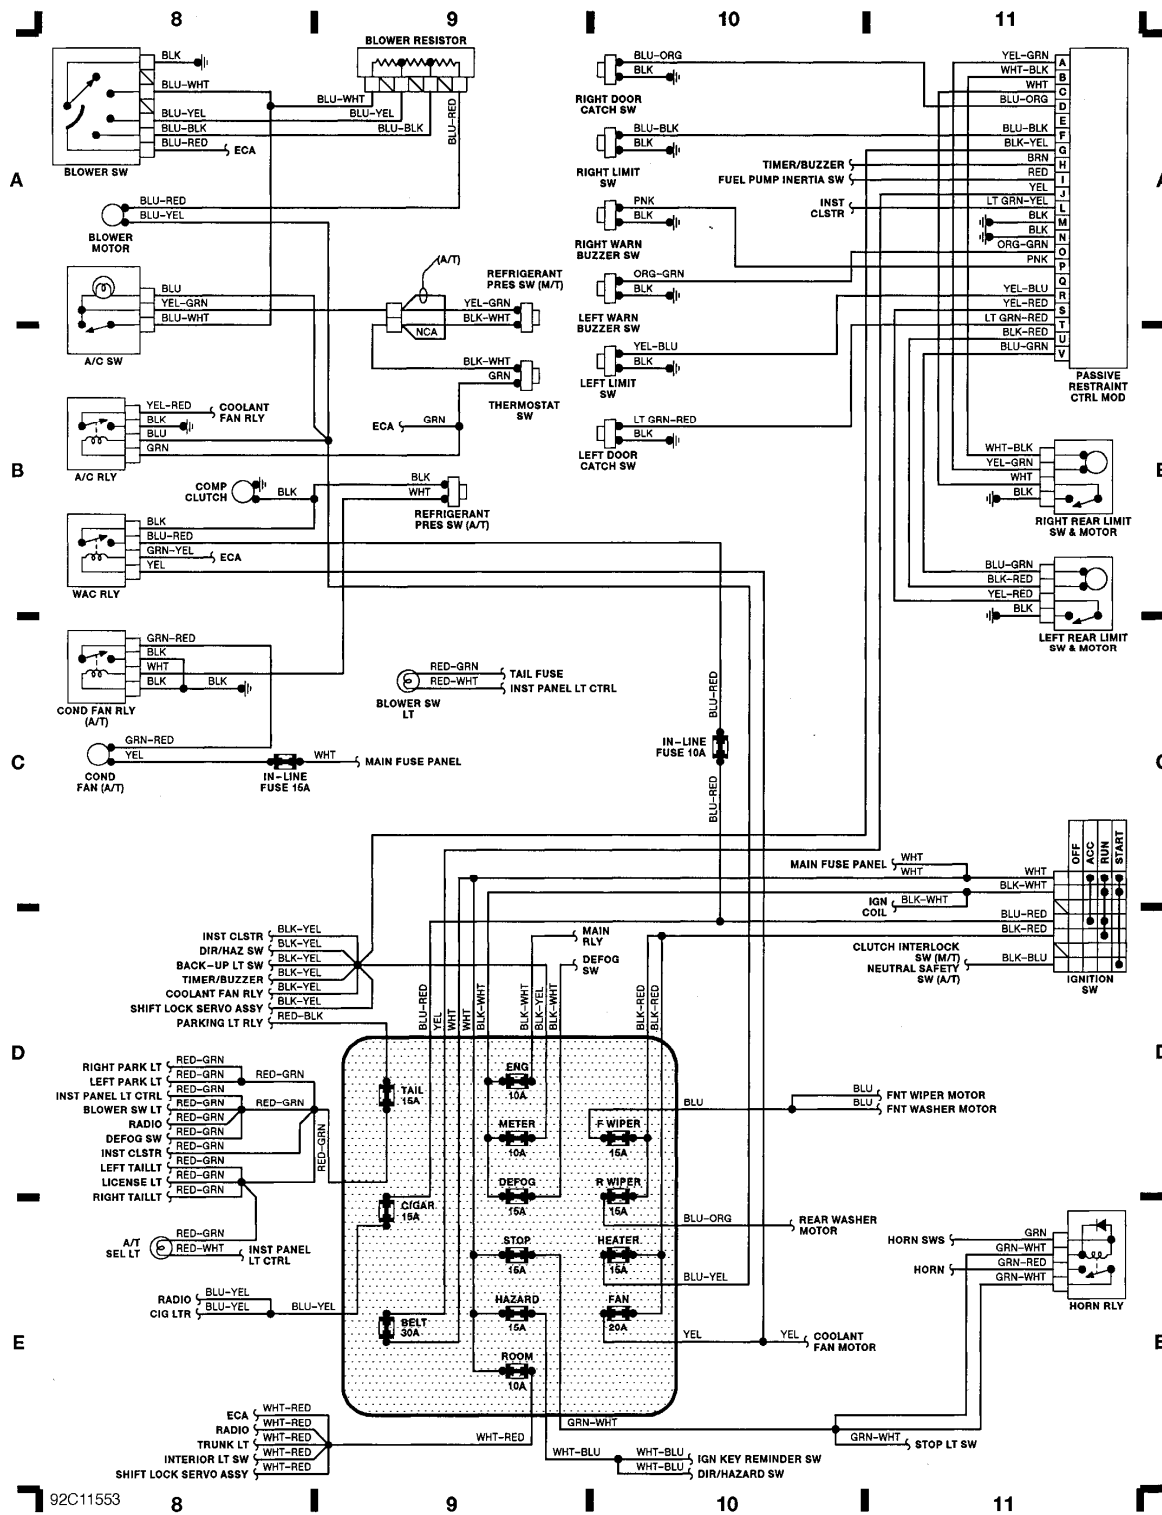 8 9 10 11
BLOWER RESISTOR
BLK
BLU-WHT
BLU-YEL
BLU-BLK
BLU-RED
ECA
BLOWER SW
BLU-WHT
BLU-YEL
BLU-BLK
BLU-RED
BLU-RED
BLU-YEL
BLOWER
MOTOR
A
BLU
YEL-GRN
BLU-WHT
A/C SW
(A/T)
NCA
REFRIGERANT
PRES SW (M/T)
YEL-GRN
BLK-WHT
BLK-WHT
GRN
THERMOSTAT
SW
ECA
GRN
YEL-RED
COOLANT
FAN RLY
BLK
BLU
GRN
A/C RLY
B
COMP
CLUTCH
BLK
BLK
WHT
REFRIGERANT
PRES SW (A/T)
BLK
BLU-RED
GRN-YEL
ECA
YEL
WAC RLY
GRN-RED
BLK
WHT
BLK
BLK
COND FAN RLY
(A/T)
GRN-RED
YEL
COND
FAN (A/T)
IN-LINE
FUSE 15A
WHT
MAIN FUSE PANEL
C
RED-GRN
TAIL FUSE
RED-WHT
INST PANEL LT CTRL
BLOWER SW
LT
BLU-RED
IN-LINE
FUSE 10A
BLU-RED
BLU-ORG
BLK
RIGHT DOOR
CATCH SW
BLU-BLK
BLK
RIGHT LIMIT
SW
PNK
BLK
RIGHT WARN
BUZZER SW
ORG-GRN
BLK
LEFT WARN
BUZZER SW
YEL-BLU
BLK
LEFT LIMIT
SW
LT GRN-RED
BLK
LEFT DOOR
CATCH SW
TIMER/BUZZER
FUEL PUMP INERTIA SW
INST
CLSTR
YEL-GRN A
WHT-BLK B
WHT C
BLU-ORG D
E
BLU-BLK F
BLK-YEL G
BRN H
RED I
YEL J
LT GRN-YEL L
BLK M
BLK N
ORG-GRN O
PNK P
Q
YEL-BLU R
YEL-RED S
LT GRN-RED T
BLK-RED U
BLU-GRN V
PASSIVE
RESTRAINT
CTRL MOD
WHT-BLK
YEL-GRN
WHT
BLK
RIGHT REAR LIMIT
SW & MOTOR
BLU-GRN
BLK-RED
YEL-RED
BLK
LEFT REAR LIMIT
SW & MOTOR
OFF
ACC
RUN
START
MAIN FUSE PANEL
WHT
WHT
WHT
BLK-WHT
IGN
COIL
BLK-WHT
BLU-RED
BLK-RED
CLUTCH INTERLOCK
SW (M/T)
NEUTRAL SAFETY
SW (A/T)
BLK-BLU
IGNITION
SW
INST CLSTR BLK-YEL
DIR/HAZ SW BLK-YEL
BACK-UP LT SW BLK-YEL
TIMER/BUZZER BLK-YEL
COOLANT FAN RLY BLK-YEL
SHIFT LOCK SERVO ASSY BLK-YEL
PARKING LT RLY RED-BLK
MAIN
RLY
DEFOG
SW
BLU-RED
YEL
WHT
WHT
BLK-WHT
BLK-WHT
BLK-YEL
BLK-WHT
BLK-RED
BLK-RED
D
RIGHT PARK LT RED-GRN
LEFT PARK LT RED-GRN
RED-GRN
INST PANEL LT CTRL RED-GRN
BLOWER SW LT RED-GRN
RED-GRN
RADIO RED-GRN
DEFOG SW RED-GRN
INST CLSTR RED-GRN
LEFT TAILLT RED-GRN
LICENSE LT RED-GRN
RIGHT TAILLT RED-GRN
RED-GRN
A/T
SEL LT
RED-GRN
RED-WHT
INST PANEL
LT CTRL
RADIO BLU-YEL
CIG LTR BLU-YEL
BLU-YEL
TAIL
15A
CIGAR
15A
BELT
30A
ENG
10A
METER
10A
DEFOG
15A
STOP
15A
HAZARD
15A
ROOM
10A
F WIPER
15A
R WIPER
15A
HEATER
15A
FAN
20A
BLU
BLU
FNT WIPER MOTOR
BLU
FNT WASHER MOTOR
BLU-ORG
REAR WASHER
MOTOR
BLU-YEL
YEL
YEL
COOLANT
FAN MOTOR
HORN SWS
GRN
GRN-WHT
HORN
GRN-RED
GRN-WHT
HORN RLY
E
ECA WHT-RED
RADIO WHT-RED
TRUNK LT WHT-RED
INTERIOR LT SW WHT-RED
SHIFT LOCK SERVO ASSY WHT-RED
WHT-RED
GRN-WHT
GRN-WHT
STOP LT SW
WHT-BLU
WHT-BLU
IGN KEY REMINDER SW
WHT-BLU
DIR/HAZARD SW
92C11553
8 9 10 11